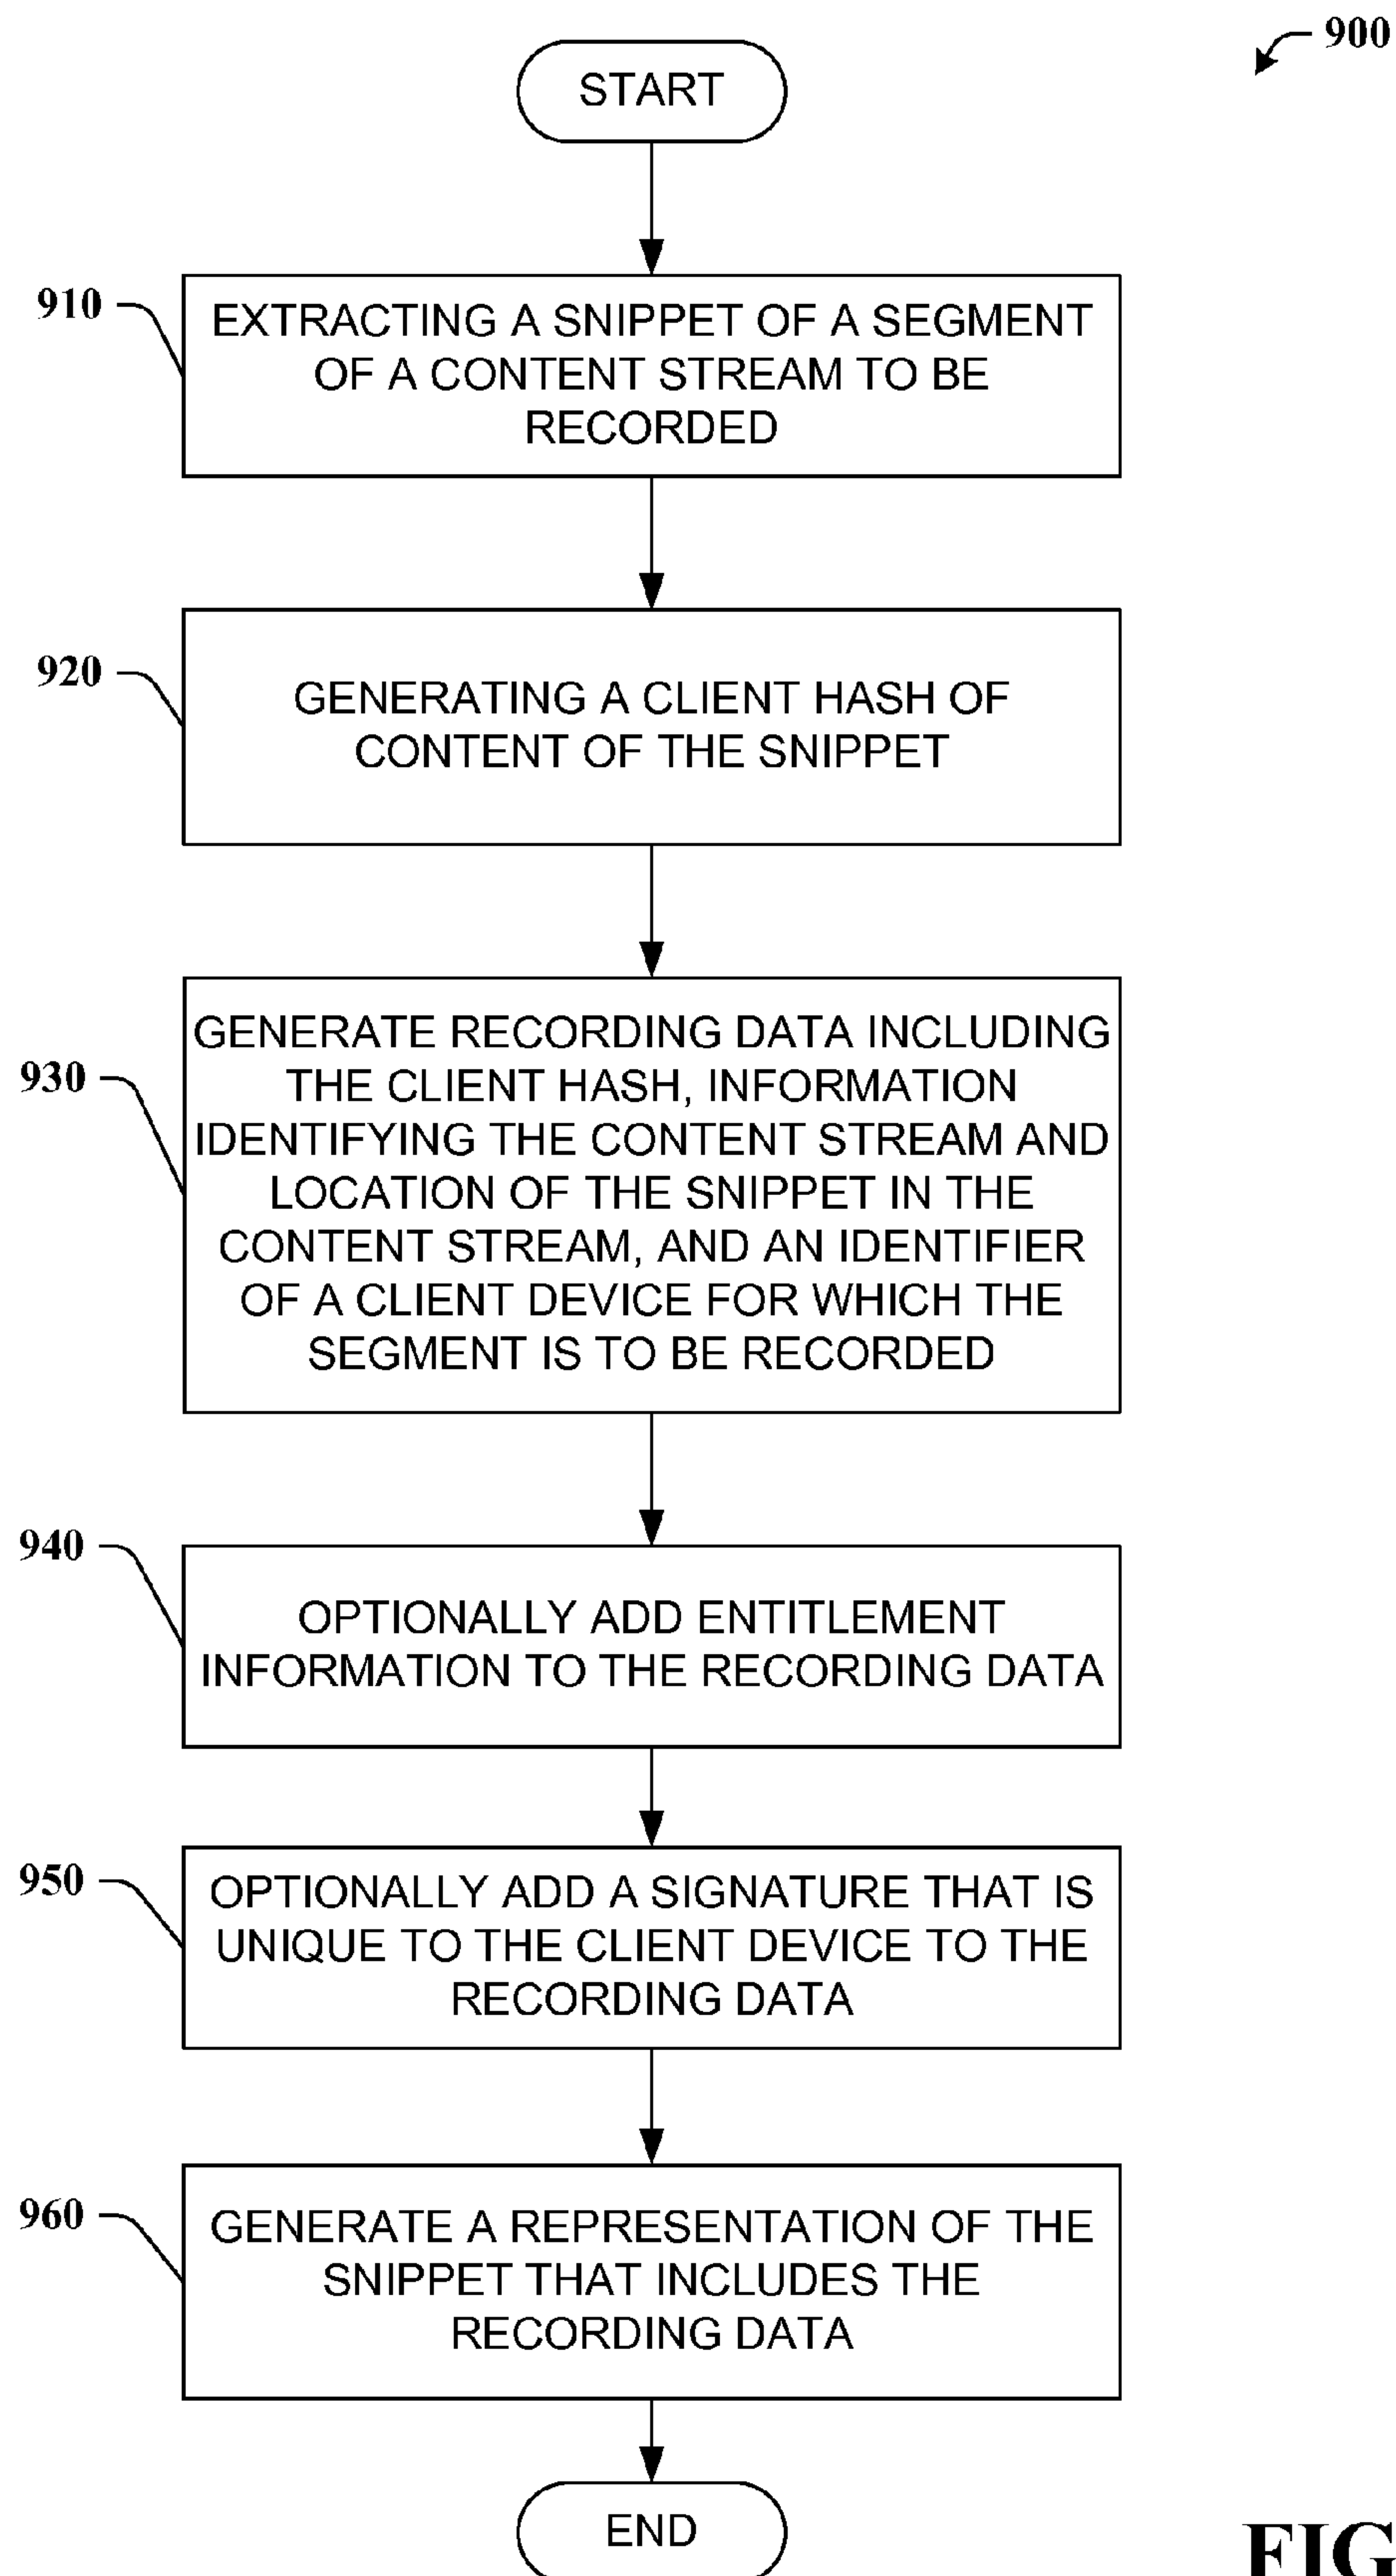 900
START
910
EXTRACTING A SNIPPET OF A SEGMENT
OF A CONTENT STREAM TO BE
RECORDED
920
GENERATING A CLIENT HASH OF
CONTENT OF THE SNIPPET
930
GENERATE RECORDING DATA INCLUDING
THE CLIENT HASH, INFORMATION
IDENTIFYING THE CONTENT STREAM AND
LOCATION OF THE SNIPPET IN THE
CONTENT STREAM, AND AN IDENTIFIER
OF A CLIENT DEVICE FOR WHICH THE
SEGMENT IS TO BE RECORDED
940
OPTIONALLY ADD ENTITLEMENT
INFORMATION TO THE RECORDING DATA
950
OPTIONALLY ADD A SIGNATURE THAT IS
UNIQUE TO THE CLIENT DEVICE TO THE
RECORDING DATA
960
GENERATE A REPRESENTATION OF THE
SNIPPET THAT INCLUDES THE
RECORDING DATA
END
FIG